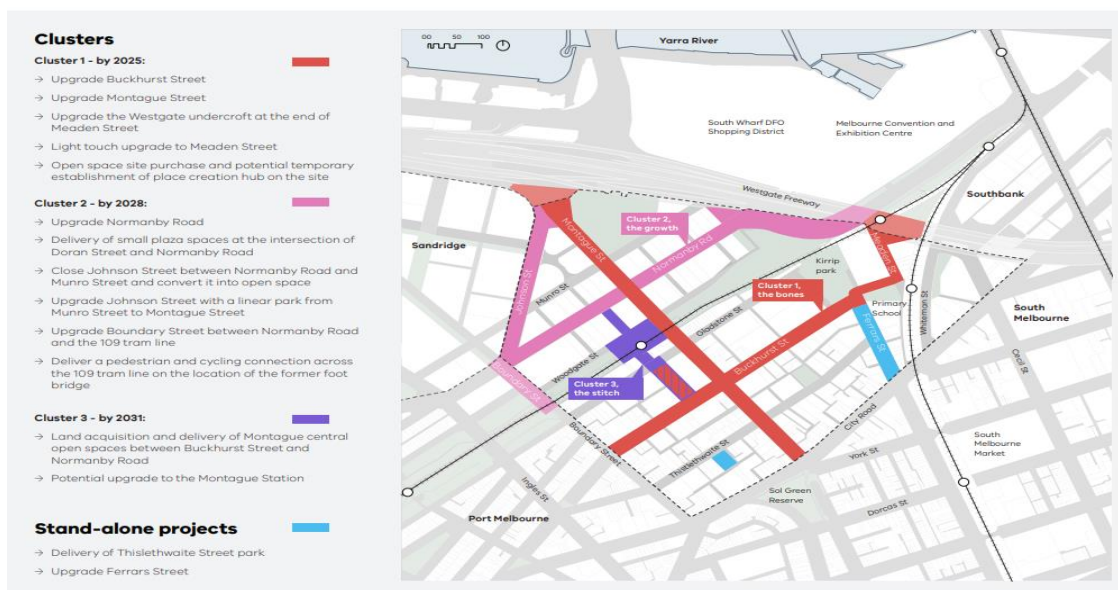 Clusters
Cluster 1 - by 2025:
→ Upgrade Buckhurst Street
→ Upgrade Montague Street
→ Upgrade the Westgate undercroft at the end of
Meaden Street
→ Light touch upgrade to Meaden Street
→ Open space site purchase and potential temporary
establishment of place creation hub on the site
Cluster 2 - by 2028:
→ Upgrade Normanby Road
→ Delivery of small plaza spaces at the intersection of
Doran Street and Normanby Road
→ Close Johnson Street between Normanby Road and
Munro Street and convert it into open space
→ Upgrade Johnson Street with a linear park from
Munro Street to Montague Street
→ Upgrade Boundary Street between Normanby Road
and the 109 tram line
→ Deliver a pedestrian and cycling connection across
the 109 tram line on the location of the former foot
bridge
Cluster 3 - by 2031:
→ Land acquisition and delivery of Montague central
open spaces between Buckhurst Street and
Normanby Road
→ Potential upgrade to the Montague Station
Stand-alone projects
→ Delivery of Thislethwaite Street park
→ Upgrade Ferrars Street
00 50 100
Yarra River
South Wharf DFO
Shopping District
Melbourne Convention and
Exhibition Centre
Westgate Freeway
Southbank
Sandridge
Cluster 2,
the growth
Montague St
Normanby Rd
Meaden St
Kirrip
park
Johnson St
Munro St
Cluster 1,
the bones
Primary
School
Whiteman St
South
Melbourne
Gladstone St
Ferrars St
Buckhurst St
Woodgate St
Cecil St
Boundary St
Cluster 3,
the stitch
City Road
Boundary Street
Thislethwaite St
York St
South
Melbourne
Market
Ingles St
Sol Green
Reserve
Dorcas St
Port Melbourne